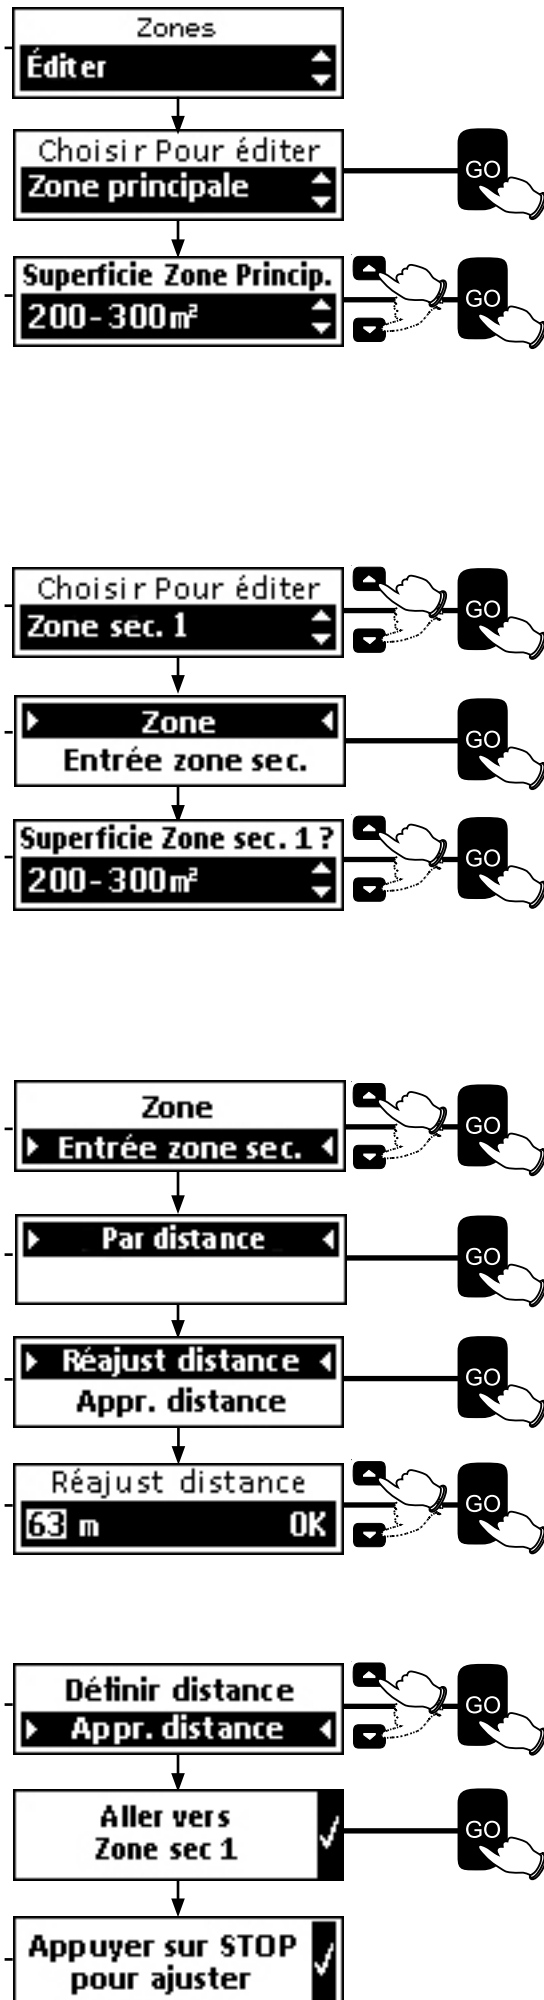 Zones
Éditer
Choisir Pour éditer
Zone principale
GO
Superficie Zone Princip.
200-300m²
GO
Choisir Pour éditer
Zone sec. 1
GO
Zone
Entrée zone sec.
GO
Superficie Zone sec. 1 ?
200-300m²
GO
Zone
Entrée zone sec.
GO
Par distance
GO
Réajust distance
Appr. distance
GO
Réajust distance
63 m OK
GO
Définir distance
Appr. distance
GO
Aller vers
Zone sec 1
GO
Appuyer sur STOP
pour ajuster